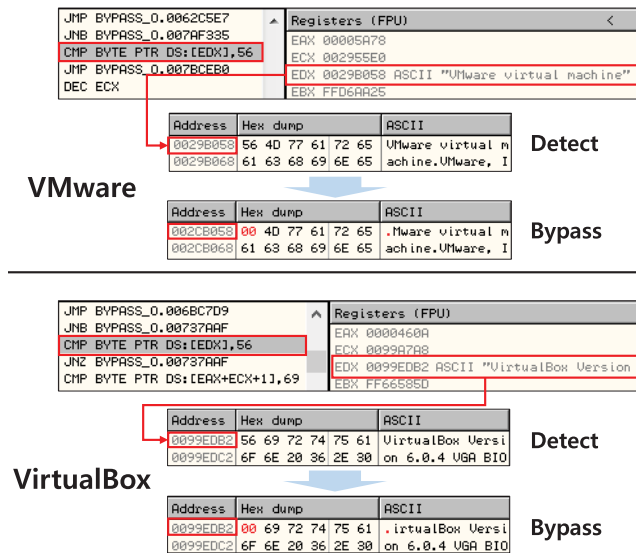 JMP BYPASS_O.0062C5E7
JNB BYPASS_O.007AF335
CMP BYTE PTR DS:[EDX],56
JMP BYPASS_O.007BCEB0
DEC ECX
Registers (FPU) <
EAX 00005A78
ECX 002955E0
EDX 0029B058 ASCII "VMware virtual machine"
EBX FFD6AA25
VMware
Address Hex dump ASCII
0029B058 56 4D 77 61 72 65 VMware virtual m
0029B068 61 63 68 69 6E 65 achine.VMware, I
Detect
Address Hex dump ASCII
002CB058 00 4D 77 61 72 65 .Mware virtual m
002CB068 61 63 68 69 6E 65 achine.VMware, I
Bypass
JMP BYPASS_O.006BC7D9
JNB BYPASS_O.00737AAF
CMP BYTE PTR DS:[EDX],56
JNZ BYPASS_O.00737AAF
CMP BYTE PTR DS:[EAX+ECX+1],69
Registers (FPU)
EAX 0000460A
ECX 0099A7A8
EDX 0099EDB2 ASCII "VirtualBox Version
EBX FF66585D
VirtualBox
Address Hex dump ASCII
0099EDB2 56 69 72 74 75 61 VirtualBox Versi
0099EDC2 6F 6E 20 36 2E 30 on 6.0.4 VGA BIO
Detect
Address Hex dump ASCII
0099EDB2 00 69 72 74 75 61 .irtualBox Versi
0099EDC2 6F 6E 20 36 2E 30 on 6.0.4 VGA BIO
Bypass